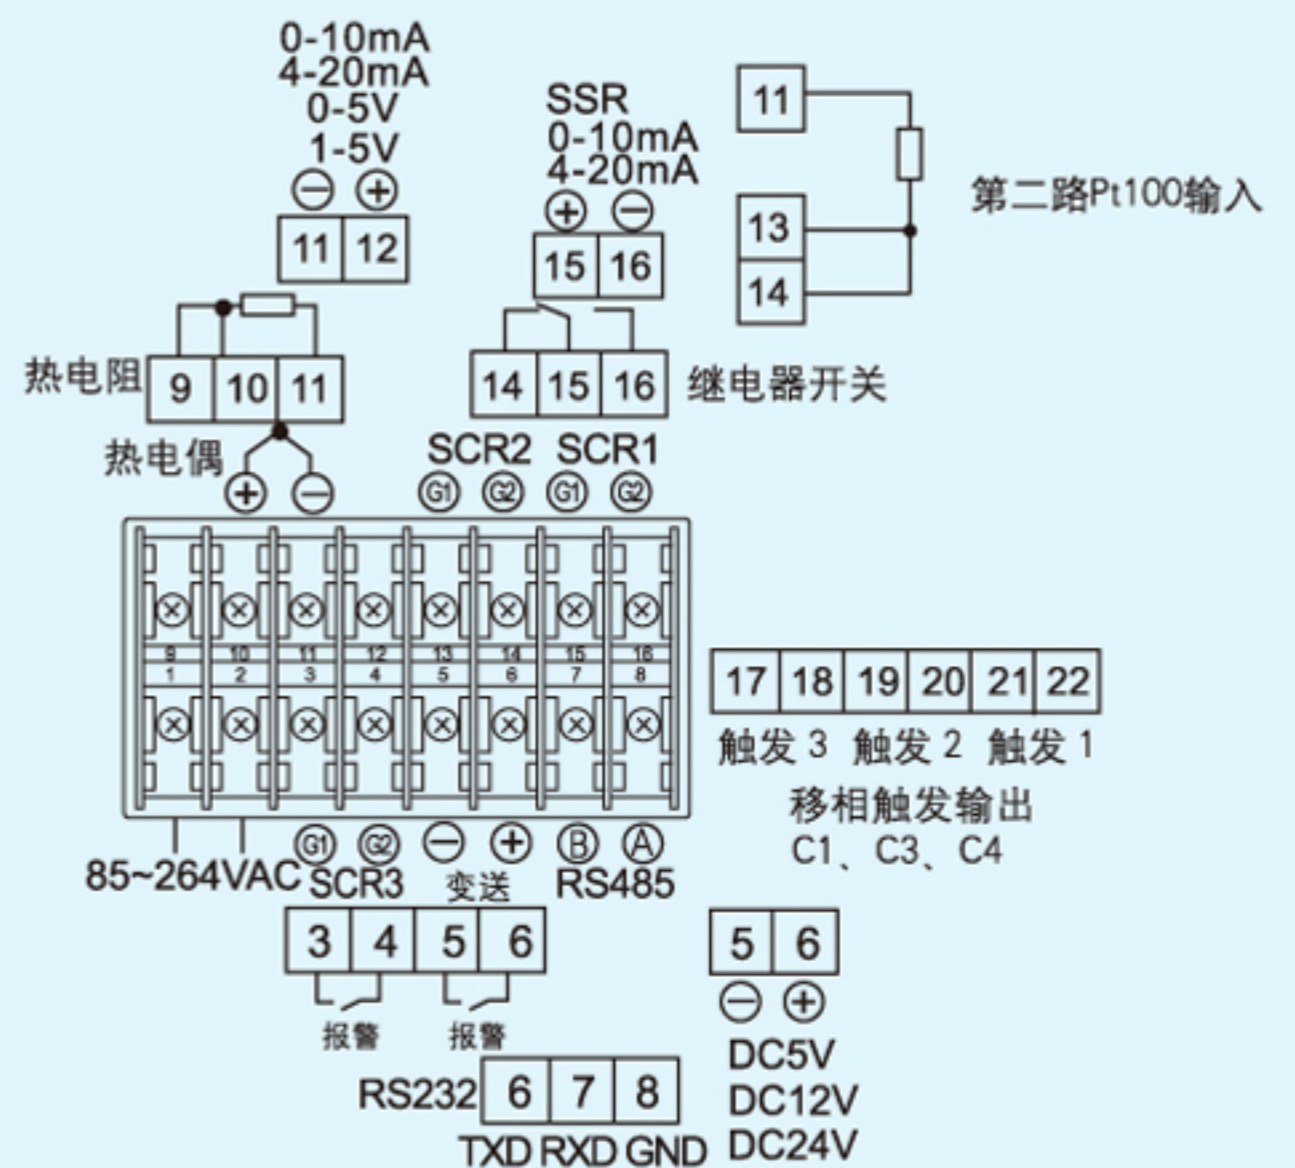 0-10mA
4-20mA
0-5V
1-5V
⊖ ⊕
11 12
SSR
0-10mA
4-20mA
⊕ ⊖
15 16
11
13
14
第二路Pt100输入
热电阻 9 10 11
热电偶
⊕ ⊖
14 15 16 继电器开关
SCR2 SCR1
G1 G2 G1 G2
9 10 11 12 13 14 15 16
1 2 3 4 5 6 7 8
17 18 19 20 21 22
触发 3 触发 2 触发 1
移相触发输出
C1、C3、C4
85~264VAC
G1 G2 ⊖ ⊕ B A
SCR3 变送 RS485
3 4 5 6
报警 报警
RS232 6 7 8
TXD RXD GND
5 6
⊖ ⊕
DC5V
DC12V
DC24V